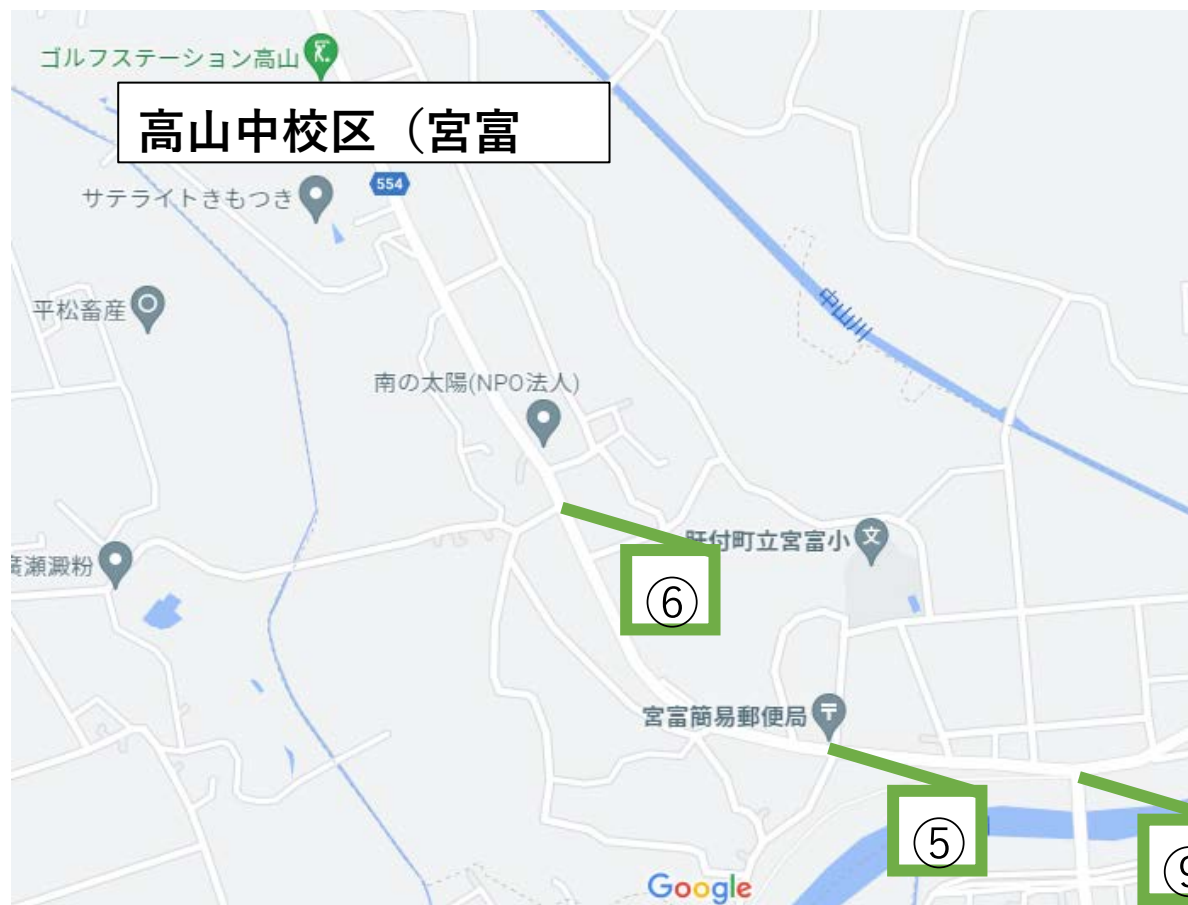 ゴルフステーション高山
高山中校区（宮富
サテライトきもつき
554
平松畜産
中山川
南の太陽(NPO法人)
肝付町立宮富小
文
廣瀬澱粉
⑥
宮富簡易郵便局
〒
⑤
⑨
Google